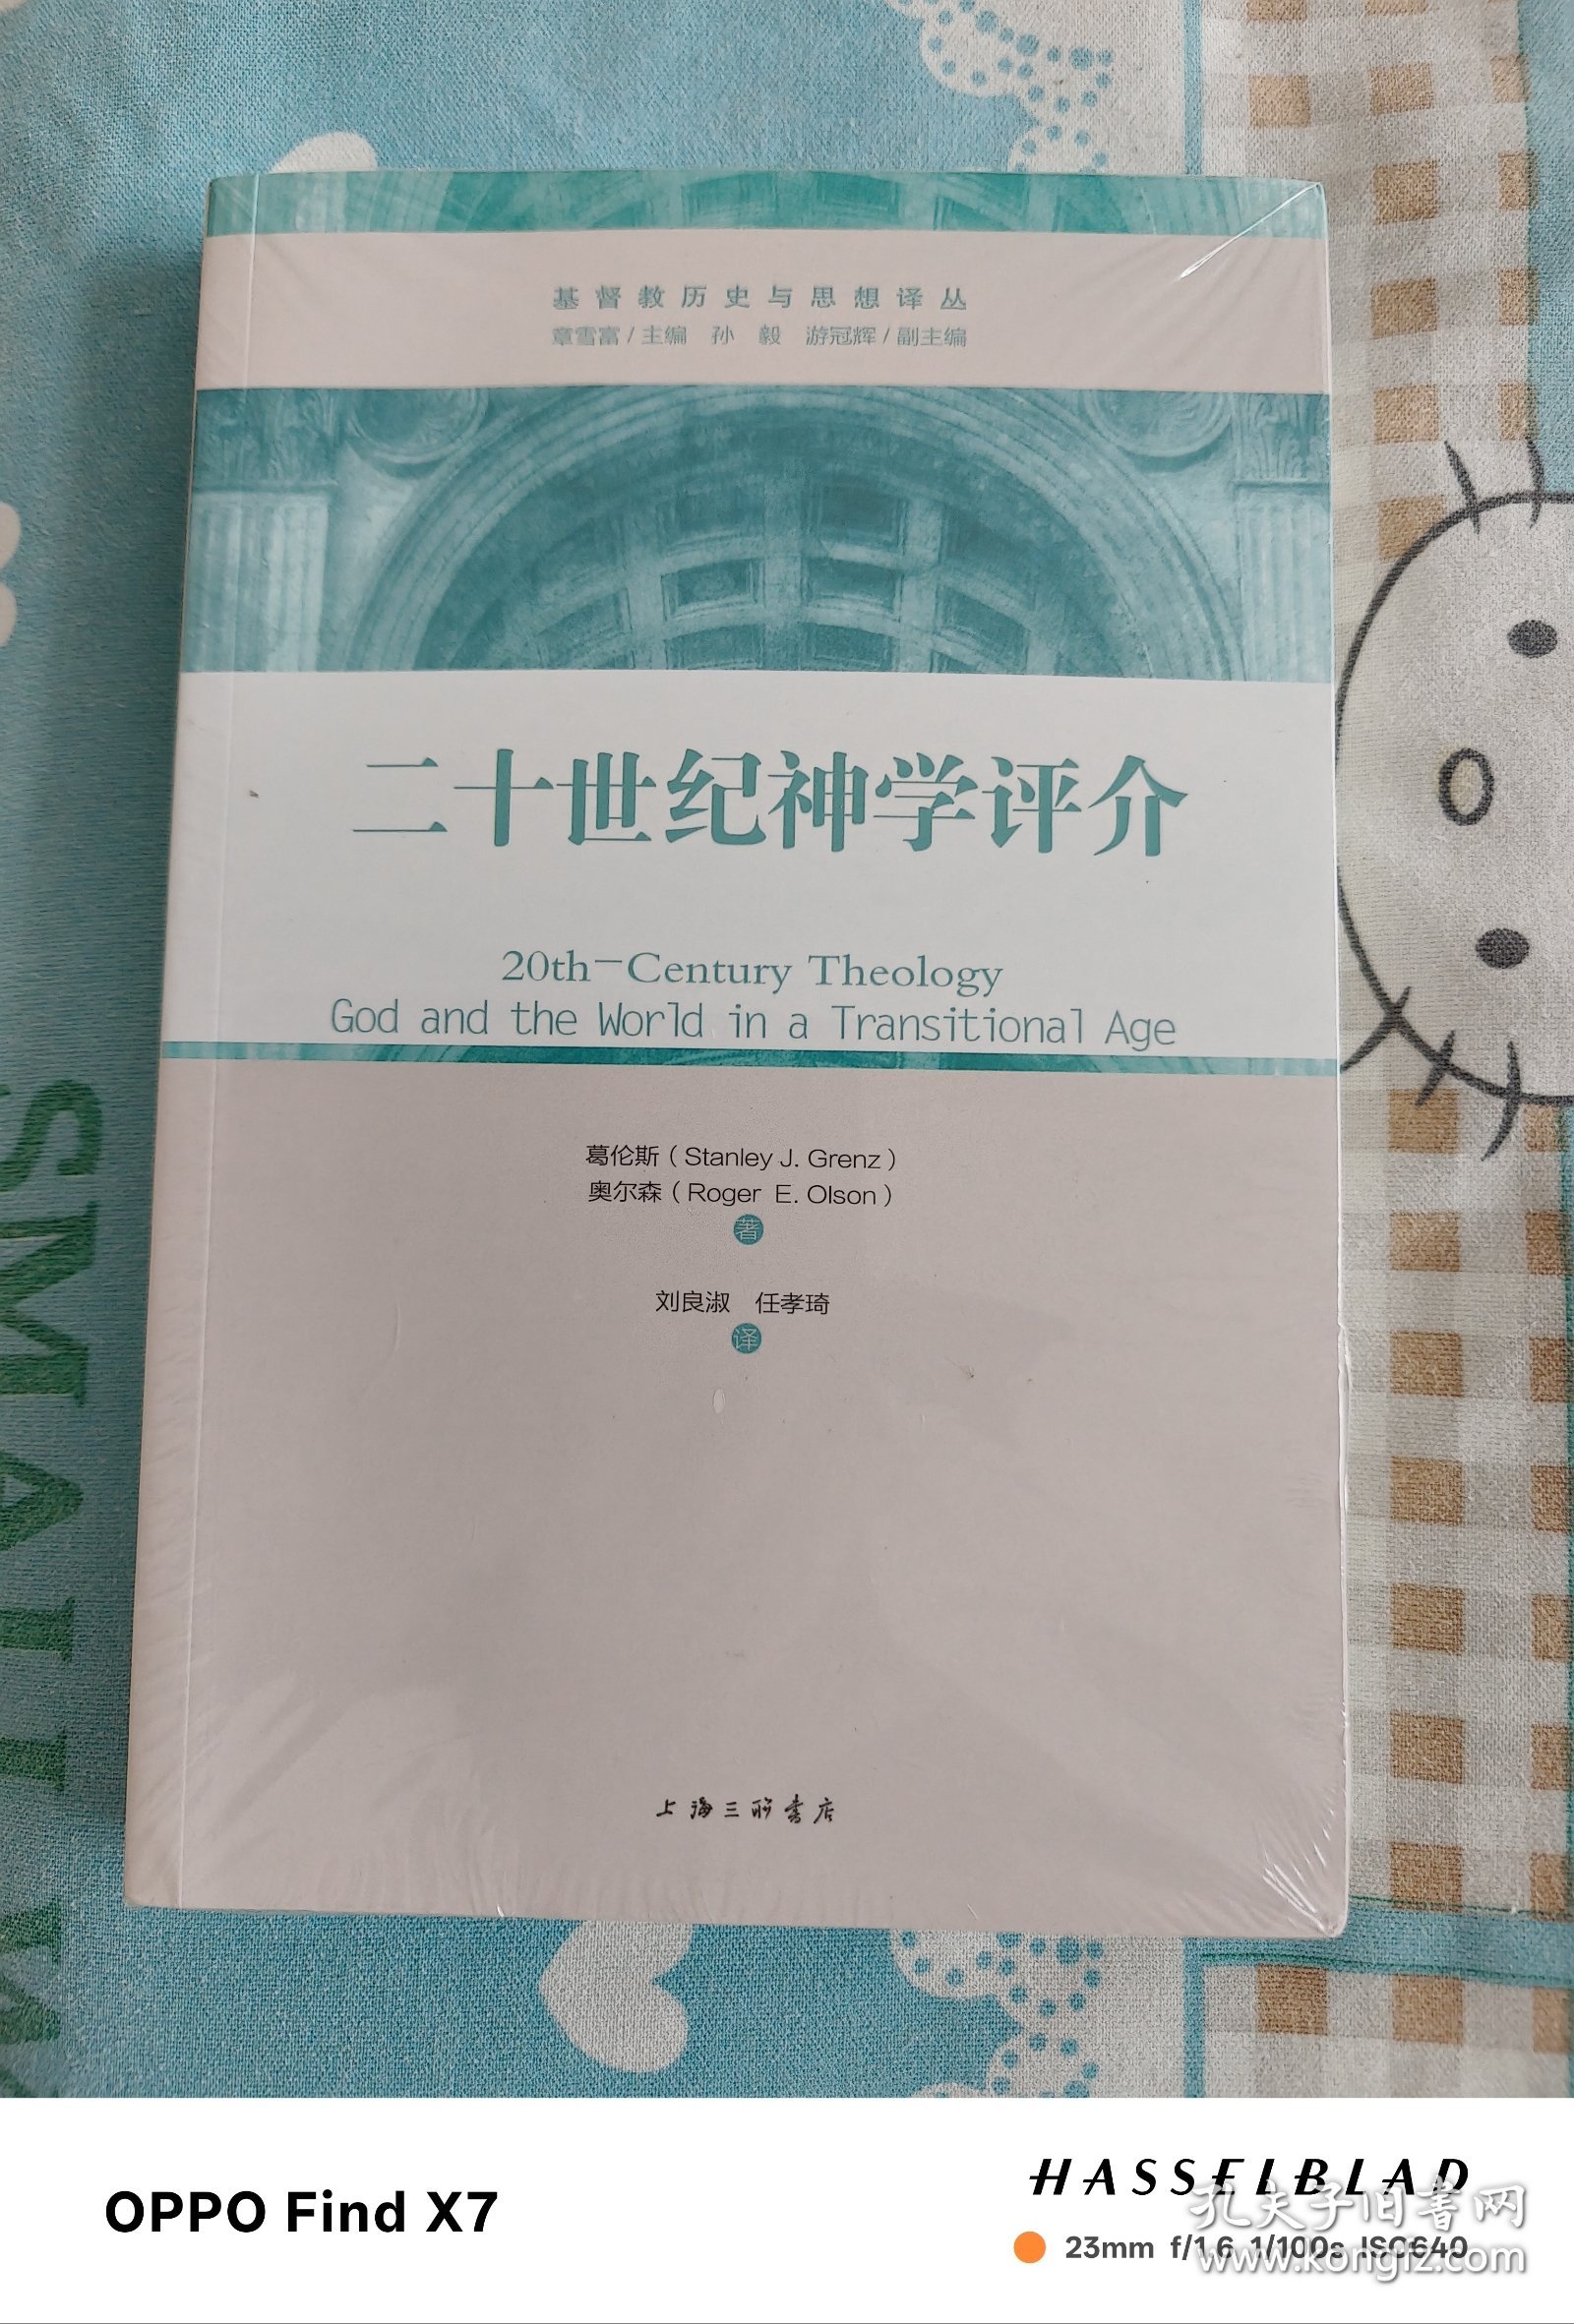 基督教历史与思想译丛
章雪富/主编 孙 毅 游冠辉/副主编
二十世纪神学评介
20th-Century Theology
God and the World in a Transitional Age
葛伦斯（Stanley J. Grenz）
奥尔森（Roger E. Olson）
著
刘良淑 任孝琦
译
上海三联书店
SMALL
OPPO Find X7
HASSELBLAD
23mm f/1.6 1/100s ISO640
孔夫子旧书网
www.kongfz.com